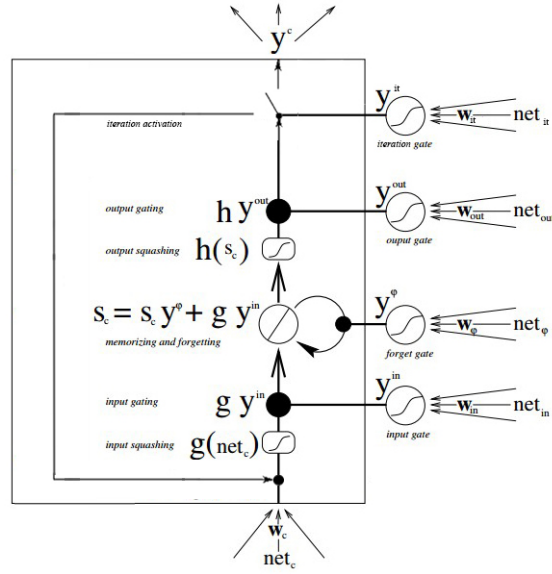 y^c
y^it
iteration activation
w_it net_it
iteration gate
y^out
output gating h y^out
w_out net_ou
ouput gate
output squashing h(s_c)
y^φ
s_c = s_c y^φ + g y^in
memorizing and forgetting
w_φ net_φ
forget gate
y^in
input gating g y^in
w_in net_in
input gate
input squashing g(net_c)
w_c
net_c